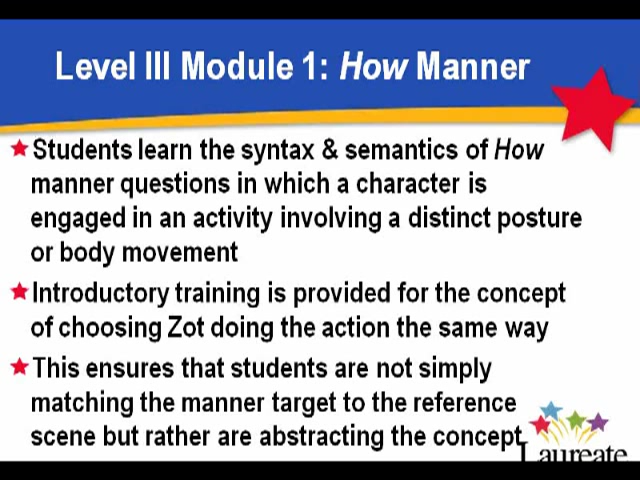 Level III Module 1: How Manner
Students learn the syntax & semantics of How
manner questions in which a character is
engaged in an activity involving a distinct posture
or body movement
Introductory training is provided for the concept
of choosing Zot doing the action the same way
This ensures that students are not simply
matching the manner target to the reference
scene but rather are abstracting the concept
Laureate